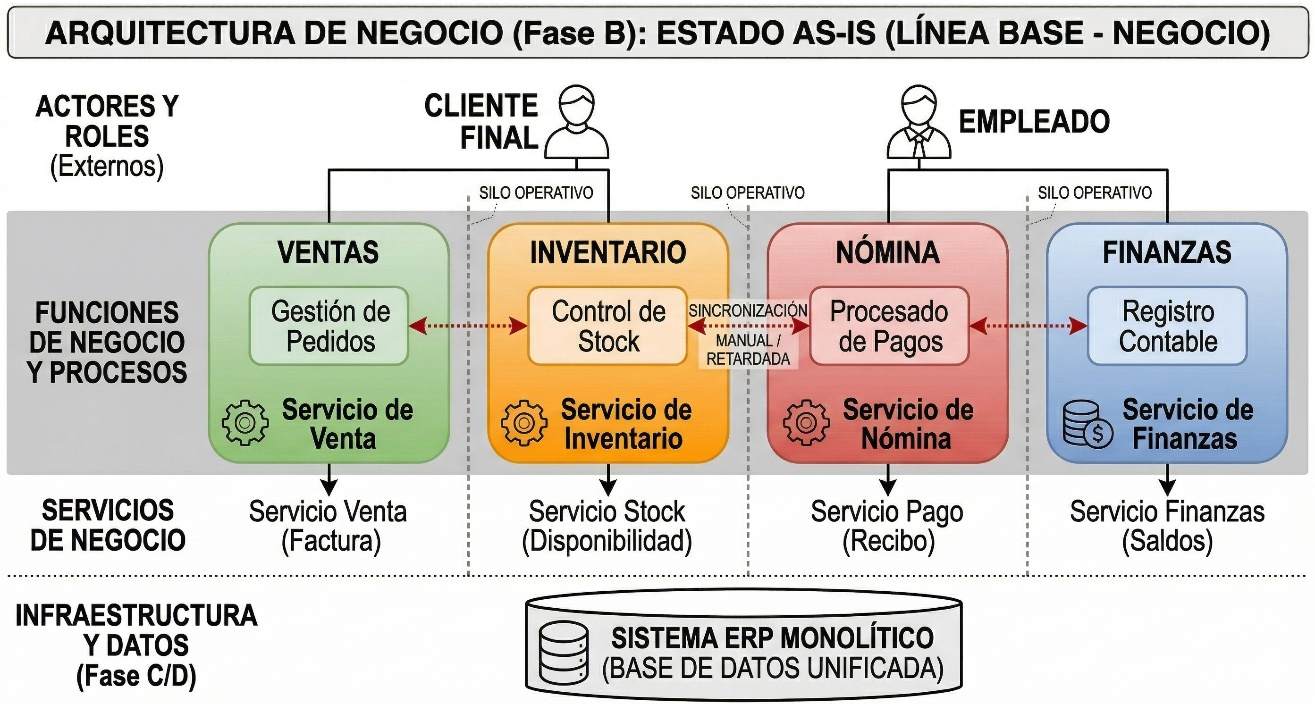 ARQUITECTURA DE NEGOCIO (Fase B): ESTADO AS-IS (LÍNEA BASE - NEGOCIO)
ACTORES Y
ROLES
(Externos)
CLIENTE
FINAL
EMPLEADO
SILO OPERATIVO
SILO OPERATIVO
SILO OPERATIVO
FUNCIONES
DE NEGOCIO
Y PROCESOS
VENTAS
Gestión de
Pedidos
Servicio de
Venta
INVENTARIO
Control de
Stock
Servicio de
Inventario
SINCRONIZACIÓN
MANUAL /
RETARDADA
NÓMINA
Procesado
de Pagos
Servicio de
Nómina
FINANZAS
Registro
Contable
$
Servicio de
Finanzas
SERVICIOS
DE NEGOCIO
Servicio Venta
(Factura)
Servicio Stock
(Disponibilidad)
Servicio Pago
(Recibo)
Servicio Finanzas
(Saldos)
INFRAESTRUCTURA
Y DATOS
(Fase C/D)
SISTEMA ERP MONOLÍTICO
(BASE DE DATOS UNIFICADA)